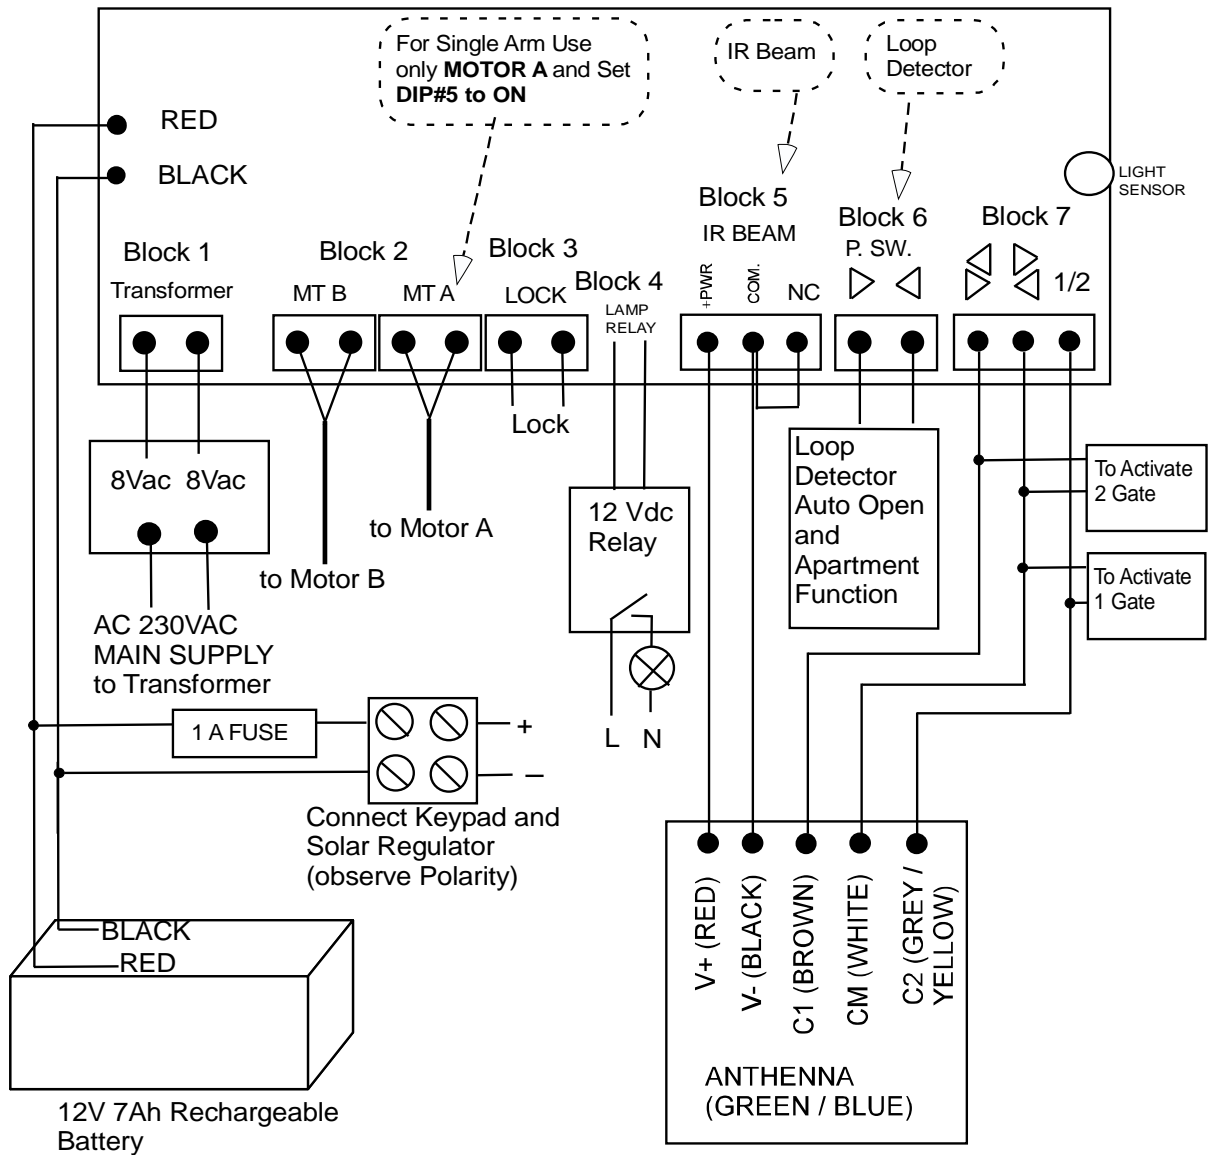 For Single Arm Use
only MOTOR A and Set
DIP#5 to ON
IR Beam
Loop
Detector
RED
BLACK
LIGHT
SENSOR
Block 1
Transformer
Block 2
MT B
MT A
Block 3
LOCK
Block 4
LAMP
RELAY
Block 5
IR BEAM
+PWR
COM.
NC
Block 6
P. SW.
Block 7
1/2
Lock
8Vac 8Vac
to Motor A
to Motor B
12 Vdc
Relay
Loop
Detector
Auto Open
and
Apartment
Function
To Activate
2 Gate
To Activate
1 Gate
AC 230VAC
MAIN SUPPLY
to Transformer
L N
1 A FUSE
+
–
Connect Keypad and
Solar Regulator
(observe Polarity)
BLACK
RED
12V 7Ah Rechargeable
Battery
V+ (RED)
V- (BLACK)
C1 (BROWN)
CM (WHITE)
C2 (GREY /
YELLOW)
ANTHENNA
(GREEN / BLUE)